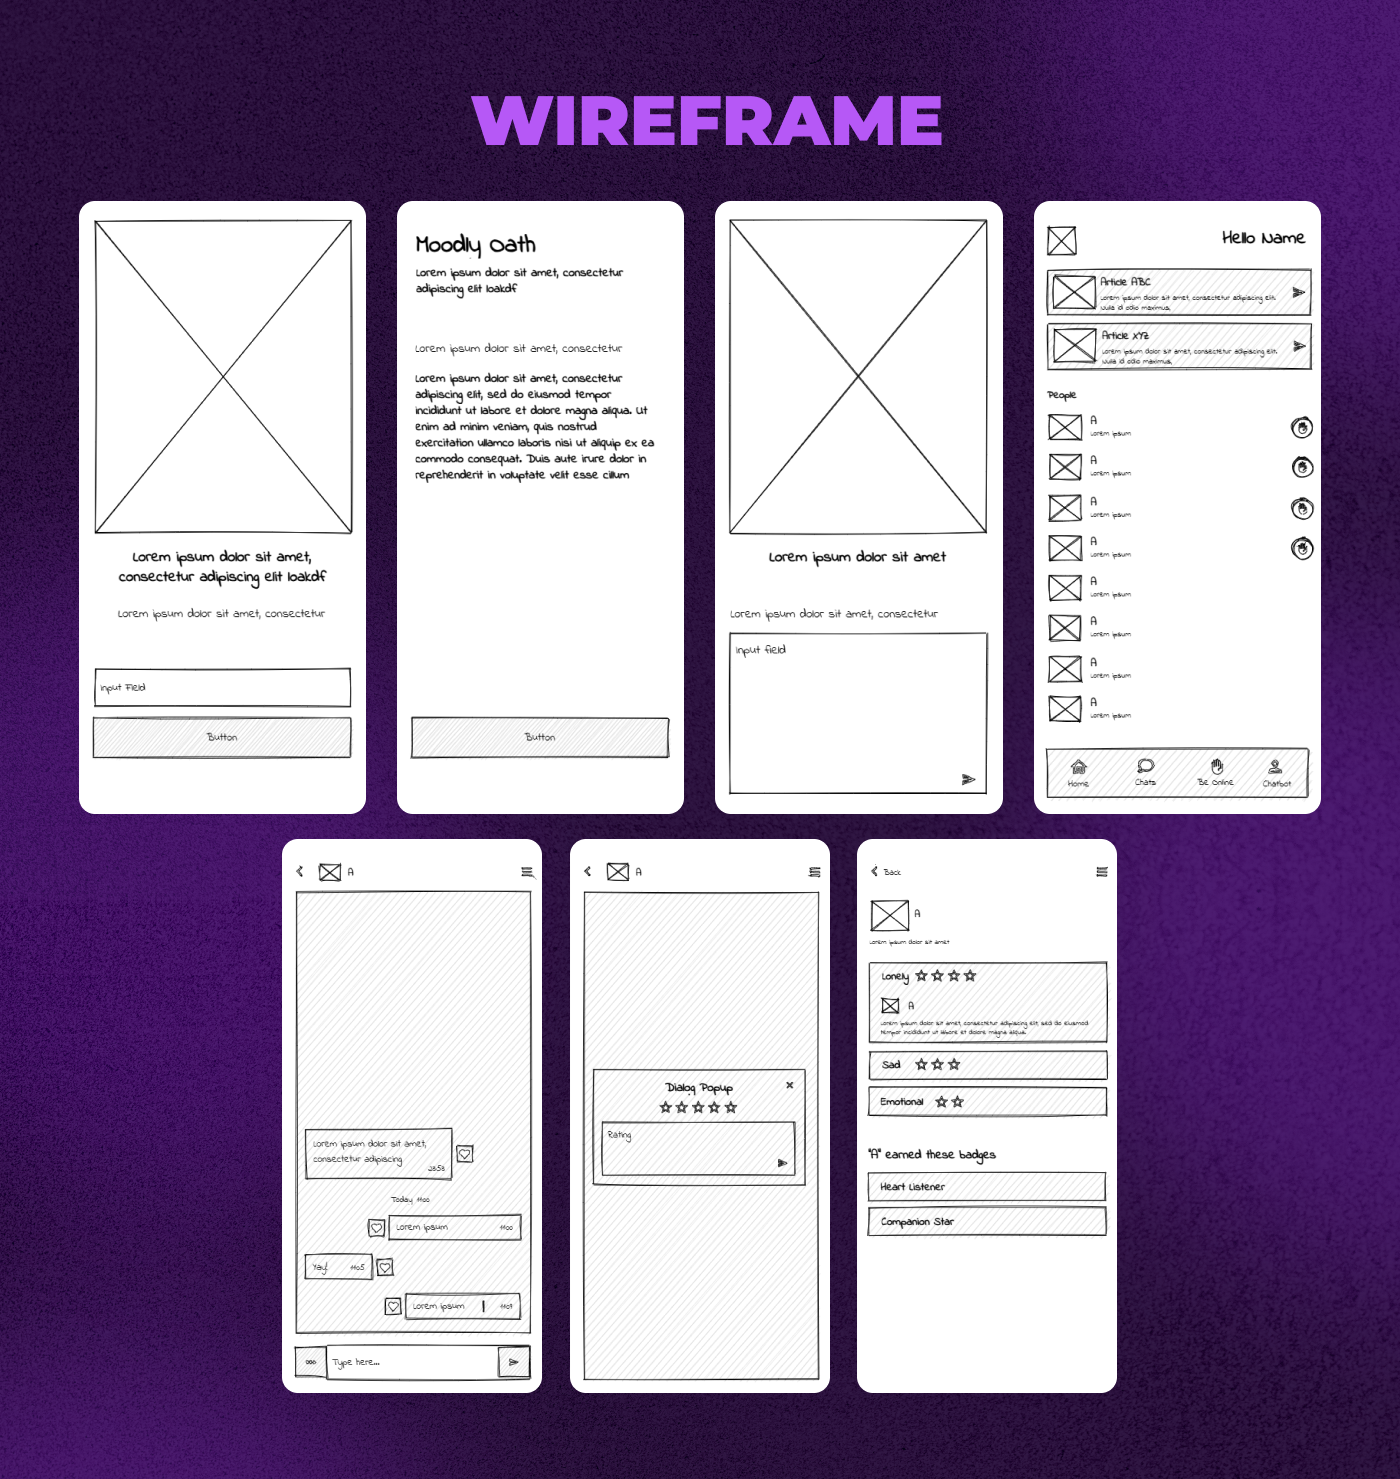 WIREFRAME
Lorem ipsum dolor sit amet,
consectetur adipiscing elit loakdf
Lorem ipsum dolor sit amet, consectetur
Input Field
Button
Moodly Oath
Lorem ipsum dolor sit amet, consectetur
adipiscing elit loakdf
Lorem ipsum dolor sit amet, consectetur
Lorem ipsum dolor sit amet, consectetur
adipiscing elit, sed do eiusmod tempor
incididunt ut labore et dolore magna aliqua. Ut
enim ad minim veniam, quis nostrud
exercitation ullamco laboris nisi ut aliquip ex ea
commodo consequat. Duis aute irure dolor in
reprehenderit in voluptate velit esse cillum
Button
Lorem ipsum dolor sit amet
Lorem ipsum dolor sit amet, consectetur
Input field
Hello Name
Article ABC
Lorem ipsum dolor sit amet, consectetur adipiscing elit.
Nulla id odio maximus,
Article XYZ
Lorem ipsum dolor sit amet, consectetur adipiscing elit.
Nulla id odio maximus,
People
A
Lorem ipsum
A
Lorem ipsum
A
Lorem ipsum
A
Lorem ipsum
A
Lorem ipsum
A
Lorem ipsum
A
Lorem ipsum
A
Lorem ipsum
Home Chats Be Online Chatbot
A
Lorem ipsum dolor sit amet,
consectetur adipiscing
23:58
Today 11:00
Lorem ipsum 11:00
Yay! 11:05
Lorem ipsum 11:09
Type here...
A
Dialog Popup
Rating
Back
A
Lorem ipsum dolor sit amet
Lonely
A
Lorem ipsum dolor sit amet, consectetur adipiscing elit, sed do eiusmod
tempor incididunt ut labore et dolore magna aliqua.
Sad
Emotional
"A" earned these badges
Heart Listener
Companion Star